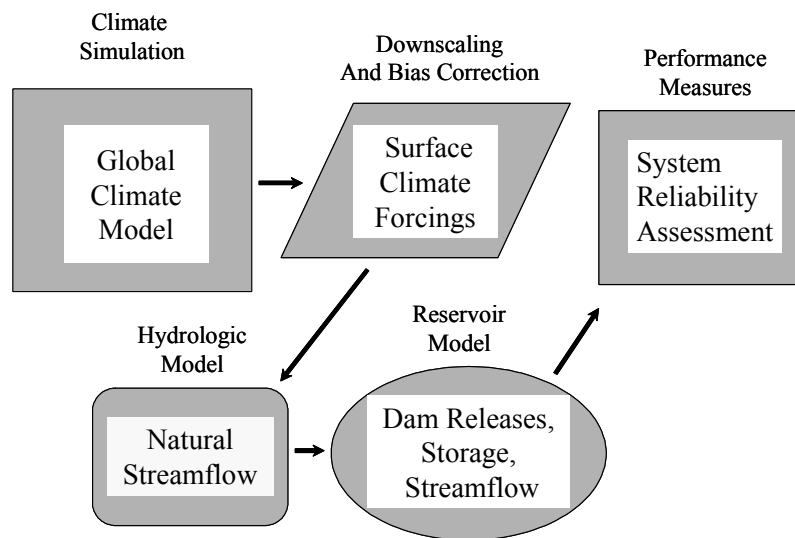 Climate
Simulation
Global
Climate
Model
Downscaling
And Bias Correction
Surface
Climate
Forcings
Hydrologic
Model
Natural
Streamflow
Reservoir
Model
Dam Releases,
Storage,
Streamflow
Performance
Measures
System
Reliability
Assessment